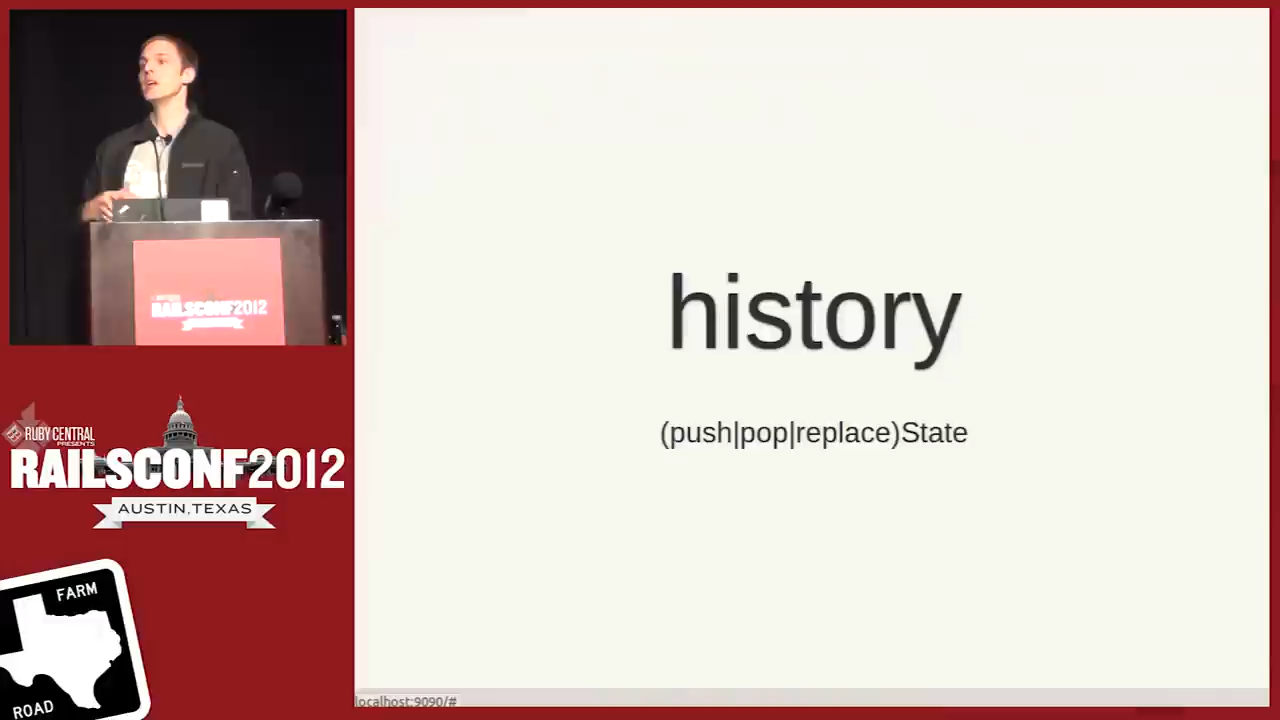 history
(push|pop|replace)State
localhost:9090/#
RAILSCONF2012
RUBY CENTRAL
PRESENTS
RAILSCONF2012
AUSTIN, TEXAS
FARM
ROAD